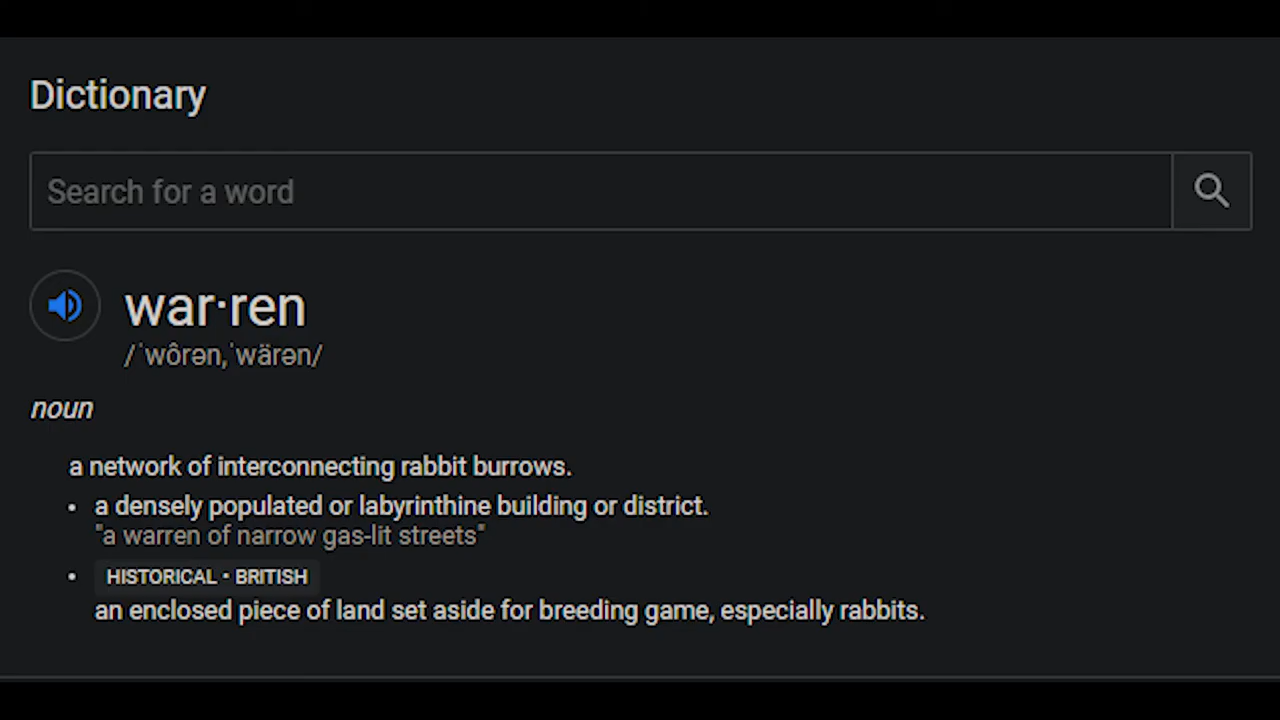 Dictionary
Search for a word
war·ren
/ˈwôrən,ˈwärən/
noun
a network of interconnecting rabbit burrows.
• a densely populated or labyrinthine building or district.
"a warren of narrow gas-lit streets"
• HISTORICAL • BRITISH
an enclosed piece of land set aside for breeding game, especially rabbits.